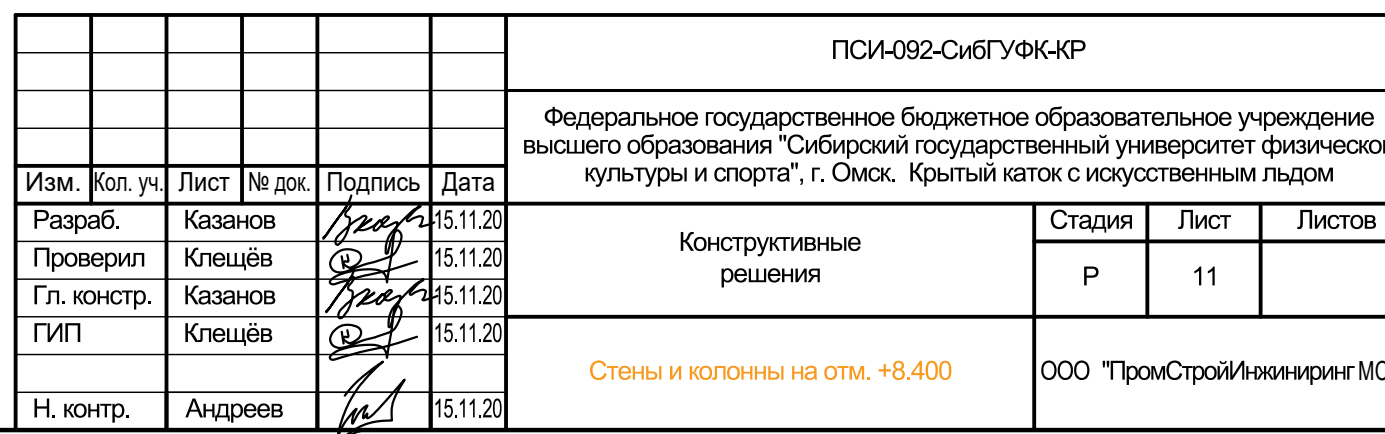 ПСИ-092-СибГУФК-КР
Федеральное государственное бюджетное образовательное учреждение
высшего образования "Сибирский государственный университет физической
культуры и спорта", г. Омск. Крытый каток с искусственным льдом
Изм. Кол. уч. Лист № док. Подпись Дата
Разраб. Казанов 15.11.20
Проверил Клещёв 15.11.20
Гл. констр. Казанов 15.11.20
ГИП Клещёв 15.11.20
Н. контр. Андреев 15.11.20
Конструктивные
решения
Стадия Лист Листов
Р 11
Стены и колонны на отм. +8.400
ООО "ПромСтройИнжиниринг